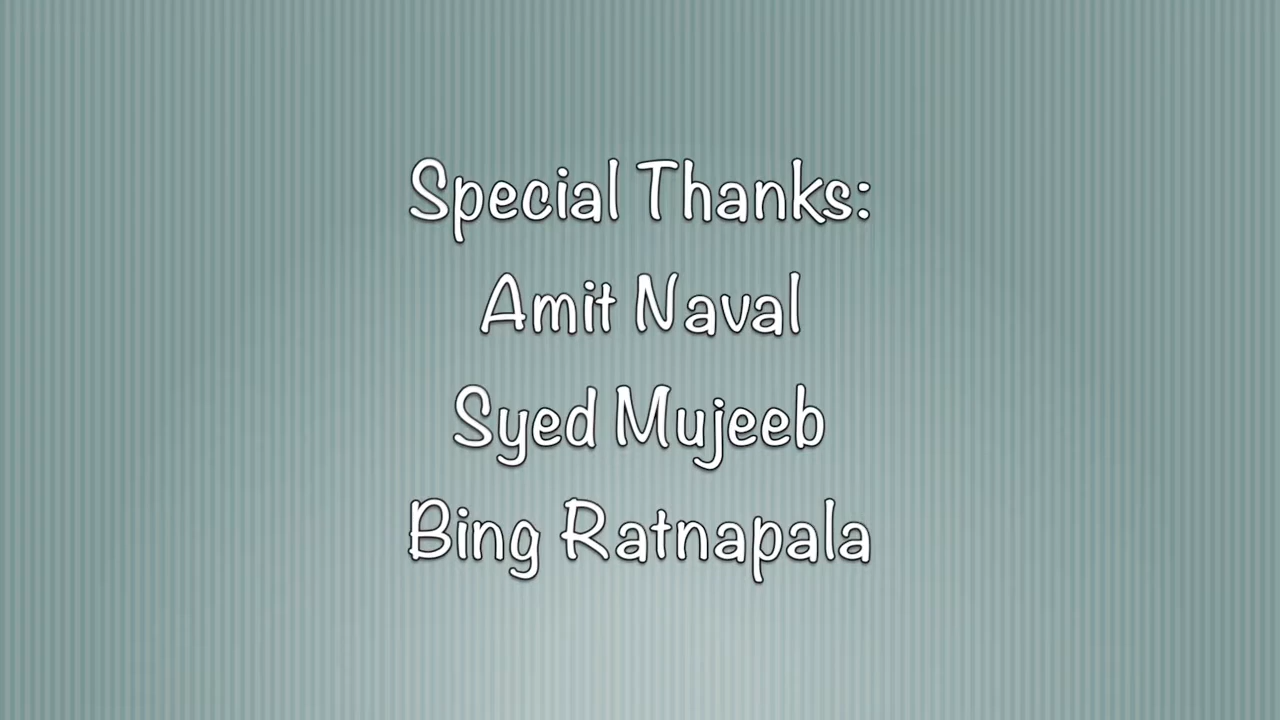 Special Thanks:
Amit Naval
Syed Mujeeb
Bing Ratnapala